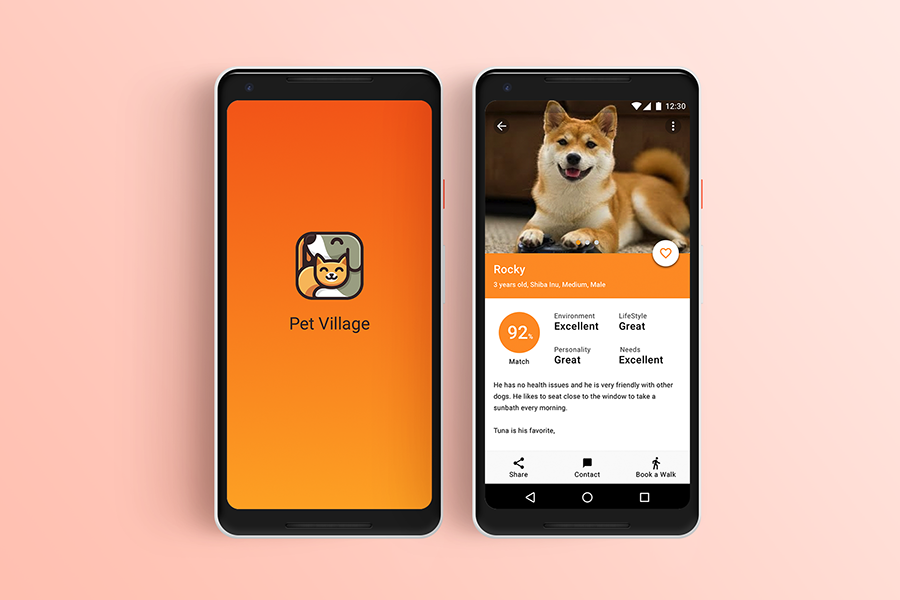 Pet Village
12:30
Rocky
3 years old, Shiba Inu, Medium, Male
92%
Match
Environment
Excellent
LifeStyle
Great
Personality
Great
Needs
Excellent
He has no health issues and he is very friendly with other
dogs. He likes to seat close to the window to take a
sunbath every morning.
Tuna is his favorite,
Share
Contact
Book a Walk